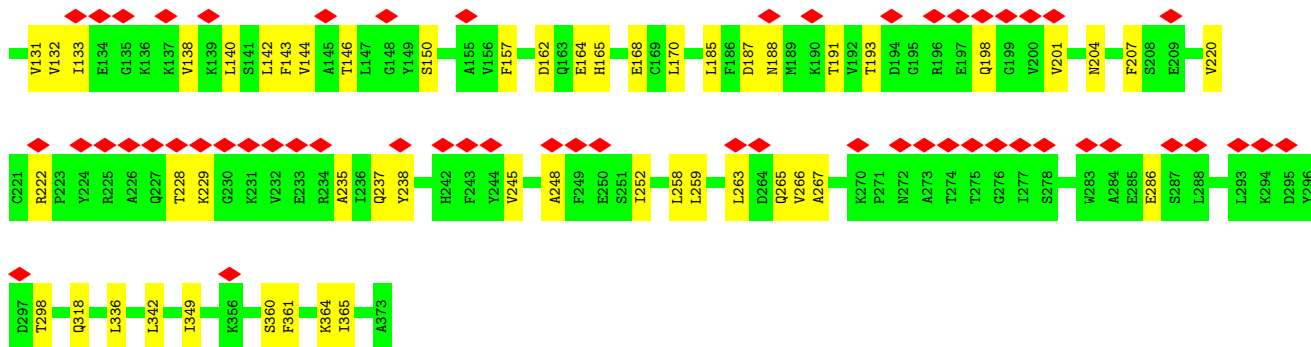 V131 V132 I133 E134 G135 K136 K137 V138 K139 L140 S141 L142 F143 V144 A145 T146 L147 G148 Y149 S150 A155 V156 F157 D162 Q163 E164 H165 E168 C169 L170 L185 F186 D187 N188 M189 K190 T191 V192 T193 D194 G195 R196 E197 Q198 G199 V200 V201 N204 F207 S208 E209 V220
C221 R222 P223 Y224 R225 A226 Q227 T228 K229 G230 K231 V232 E233 R234 A235 I236 Q237 Y238 H242 F243 Y244 V245 A248 F249 E250 S251 I252 L258 L259 L263 D264 Q265 V266 A267 K270 P271 N272 A273 T274 T275 G276 I277 S278 W283 A284 E285 E286 S287 L288 L293 K294 D295 Y296
D297 T298 Q318 L336 L342 I349 K356 S360 F361 K364 I365 A373